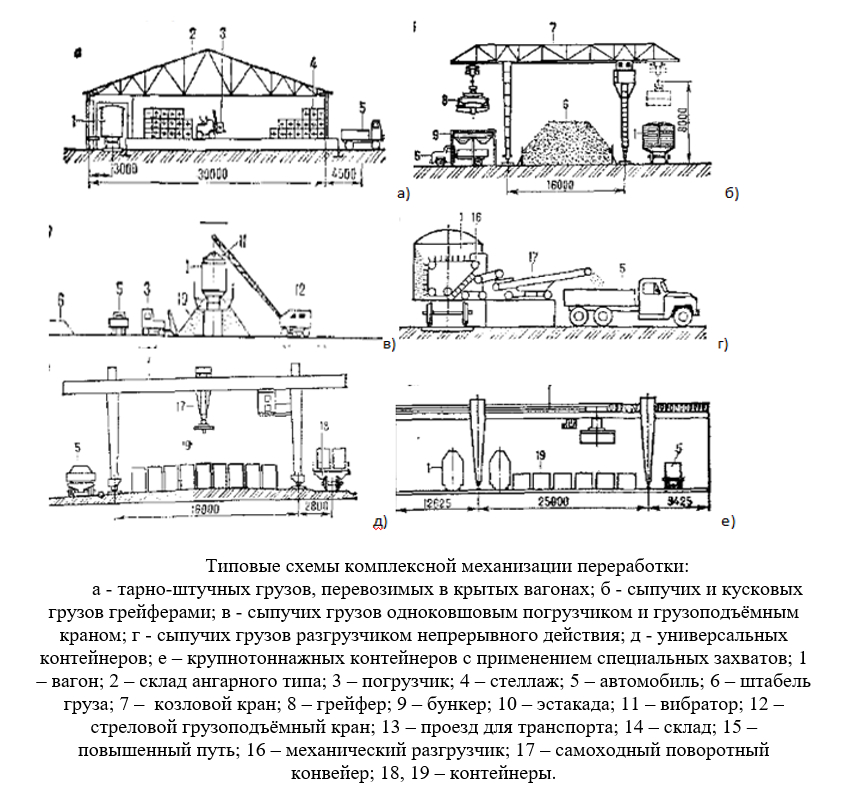 а 2 3 4 1 5
3000 30000 4500 а)
7 8 6 9 5 1 8000
16000 б)
11 1 6 5 3 10 12 в)
1 16 17 5 г)
17 18 5 19
16000 2800 д)
1 19 5
12625 25000 9425 е)
Типовые схемы комплексной механизации переработки:
а - тарно-штучных грузов, перевозимых в крытых вагонах; б - сыпучих и кусковых
грузов грейферами; в - сыпучих грузов одноковшовым погрузчиком и грузоподъёмным
краном; г - сыпучих грузов разгрузчиком непрерывного действия; д - универсальных
контейнеров; е – крупнотоннажных контейнеров с применением специальных захватов; 1
– вагон; 2 – склад ангарного типа; 3 – погрузчик; 4 – стеллаж; 5 – автомобиль; 6 – штабель
груза; 7 – козловой кран; 8 – грейфер; 9 – бункер; 10 – эстакада; 11 – вибратор; 12 –
стреловой грузоподъёмный кран; 13 – проезд для транспорта; 14 – склад; 15 –
повышенный путь; 16 – механический разгрузчик; 17 – самоходный поворотный
конвейер; 18, 19 – контейнеры.